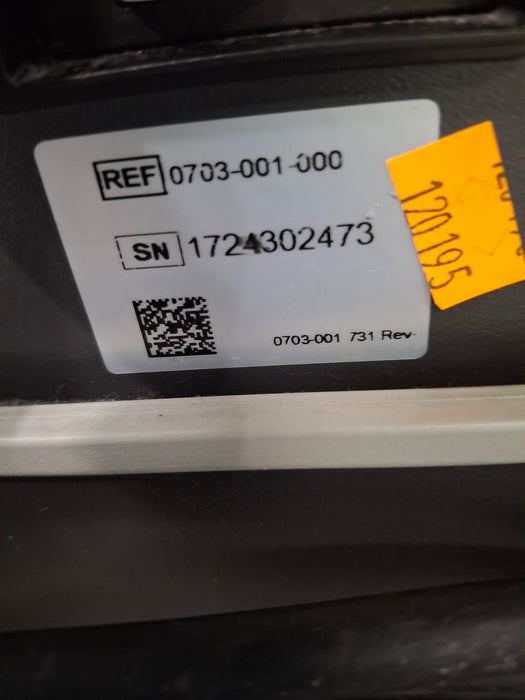 REF 0703-001-000
SN 1724302473
0703-001 731 Rev-
120195